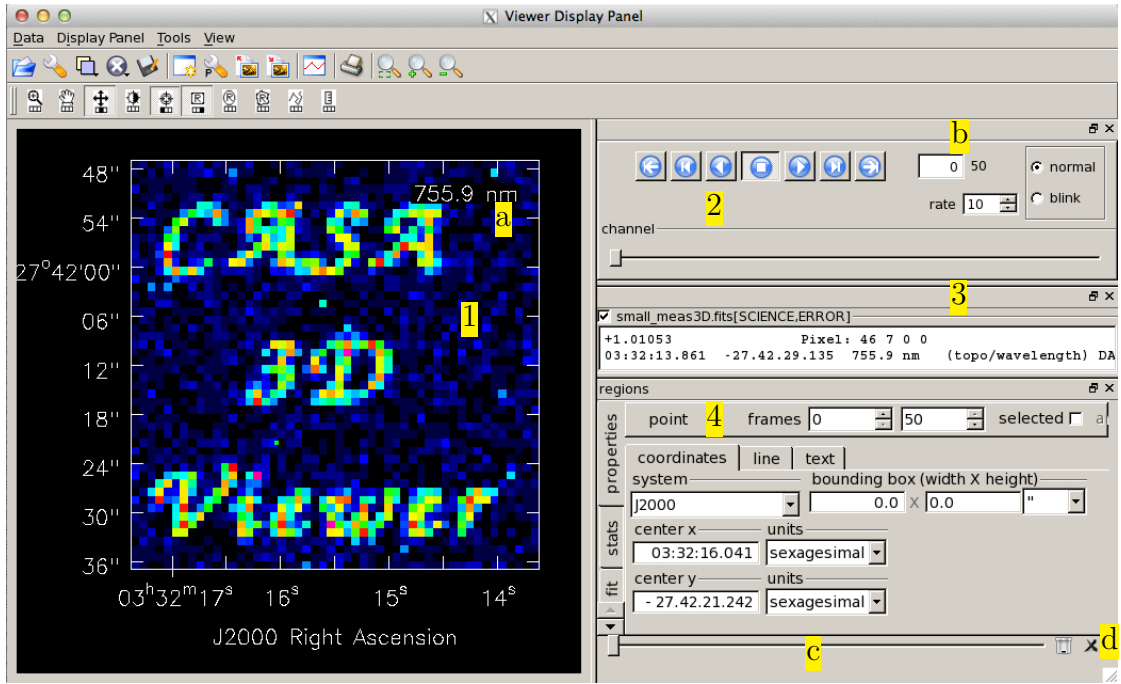 Viewer Display Panel
Data Display Panel Tools View
48"
54"
27°42'00"
06"
12"
18"
24"
30"
36"
755.9 nm
a
1
CASA
3D
Viewer
03ʰ32ᵐ17ˢ 16ˢ 15ˢ 14ˢ
J2000 Right Ascension
b
0 50
normal
2
rate 10
blink
channel
3
small_meas3D.fits[SCIENCE,ERROR]
+1.01053 Pixel: 46 7 0 0
03:32:13.861 -27.42.29.135 755.9 nm (topo/wavelength) DA
regions
properties
stats
fit
point 4 frames 0 50 selected a
coordinates line text
system bounding box (width X height)
J2000 0.0 X 0.0 "
center x units
03:32:16.041 sexagesimal
center y units
- 27.42.21.242 sexagesimal
c
d